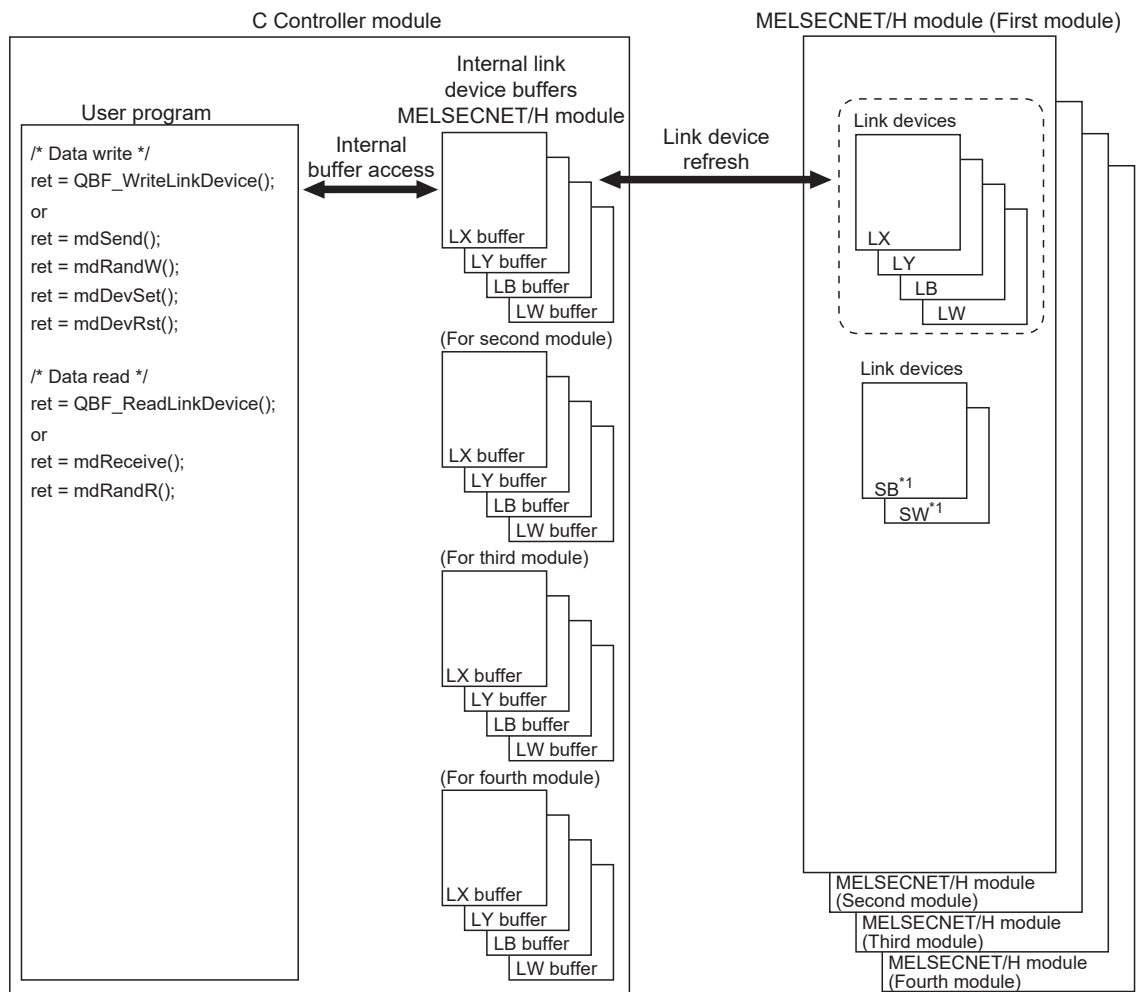 C Controller module
MELSECNET/H module (First module)
Internal link
device buffers
MELSECNET/H module
User program
/* Data write */
ret = QBF_WriteLinkDevice();
or
ret = mdSend();
ret = mdRandW();
ret = mdDevSet();
ret = mdDevRst();
/* Data read */
ret = QBF_ReadLinkDevice();
or
ret = mdReceive();
ret = mdRandR();
Internal
buffer access
LX buffer
LY buffer
LB buffer
LW buffer
(For second module)
LX buffer
LY buffer
LB buffer
LW buffer
(For third module)
LX buffer
LY buffer
LB buffer
LW buffer
(For fourth module)
LX buffer
LY buffer
LB buffer
LW buffer
Link device
refresh
Link devices
LX
LY
LB
LW
Link devices
SB*1
SW*1
MELSECNET/H module
(Second module)
MELSECNET/H module
(Third module)
MELSECNET/H module
(Fourth module)